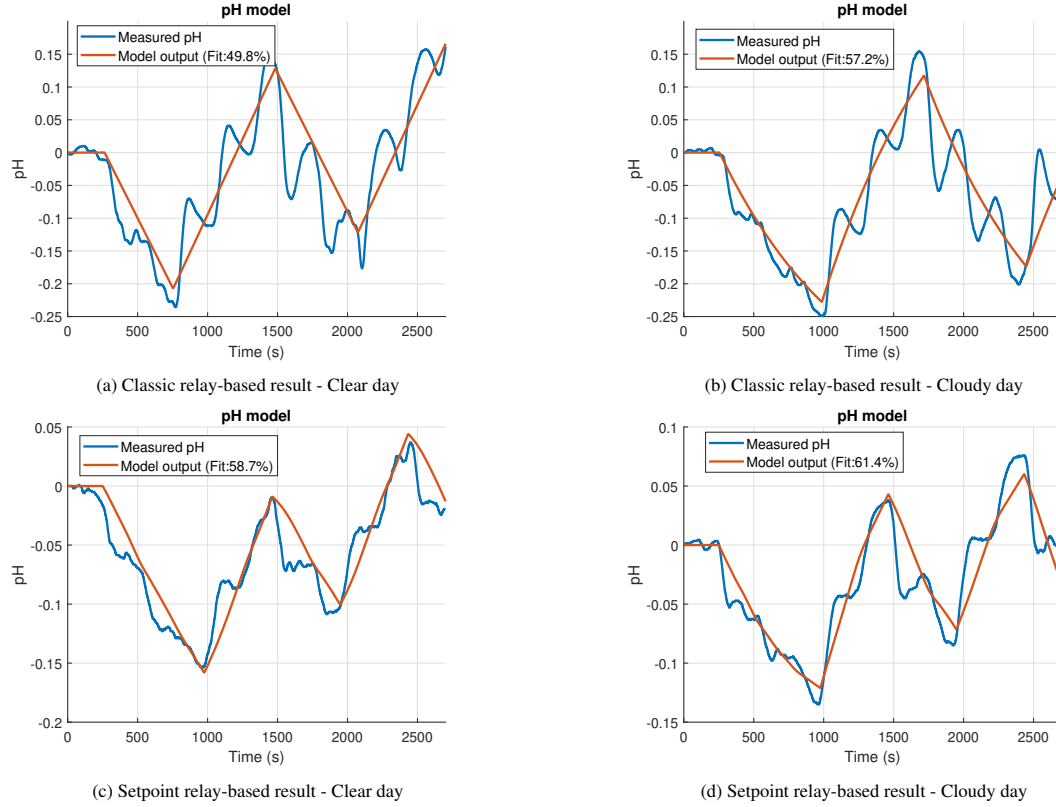 pH model
Measured pH
Model output (Fit:49.8%)
0.15
0.1
0.05
0
-0.05
-0.1
-0.15
-0.2
-0.25
pH
0 500 1000 1500 2000 2500
Time (s)
(a) Classic relay-based result - Clear day
pH model
Measured pH
Model output (Fit:57.2%)
0.15
0.1
0.05
0
-0.05
-0.1
-0.15
-0.2
-0.25
pH
0 500 1000 1500 2000 2500
Time (s)
(b) Classic relay-based result - Cloudy day
pH model
Measured pH
Model output (Fit:58.7%)
0.05
0
-0.05
-0.1
-0.15
-0.2
pH
0 500 1000 1500 2000 2500
Time (s)
(c) Setpoint relay-based result - Clear day
pH model
Measured pH
Model output (Fit:61.4%)
0.1
0.05
0
-0.05
-0.1
-0.15
pH
0 500 1000 1500 2000 2500
Time (s)
(d) Setpoint relay-based result - Cloudy day